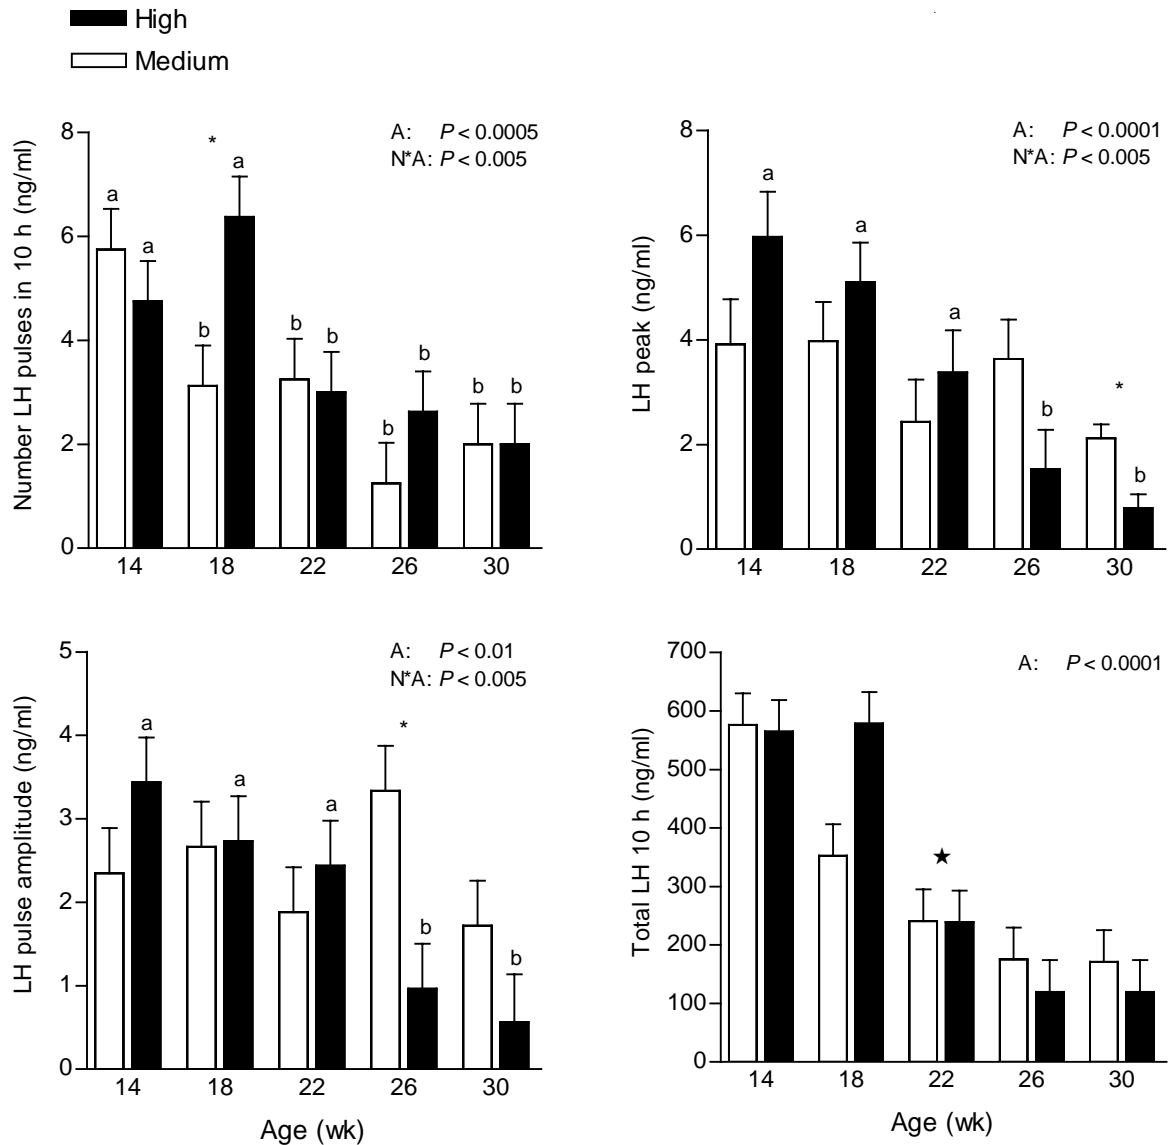 High
Medium
Number LH pulses in 10 h (ng/ml)
8
6
4
2
0
A: P < 0.0005
N*A: P < 0.005
*
a
a
b
a
b
b
b
b
b
b
14 18 22 26 30
LH peak (ng/ml)
8
6
4
2
0
A: P < 0.0001
N*A: P < 0.005
a
a
a
b
*
b
14 18 22 26 30
LH pulse amplitude (ng/ml)
5
4
3
2
1
0
A: P < 0.01
N*A: P < 0.005
a
a
a
*
b
b
14 18 22 26 30
Age (wk)
Total LH 10 h (ng/ml)
700
600
500
400
300
200
100
0
A: P < 0.0001
★
14 18 22 26 30
Age (wk)